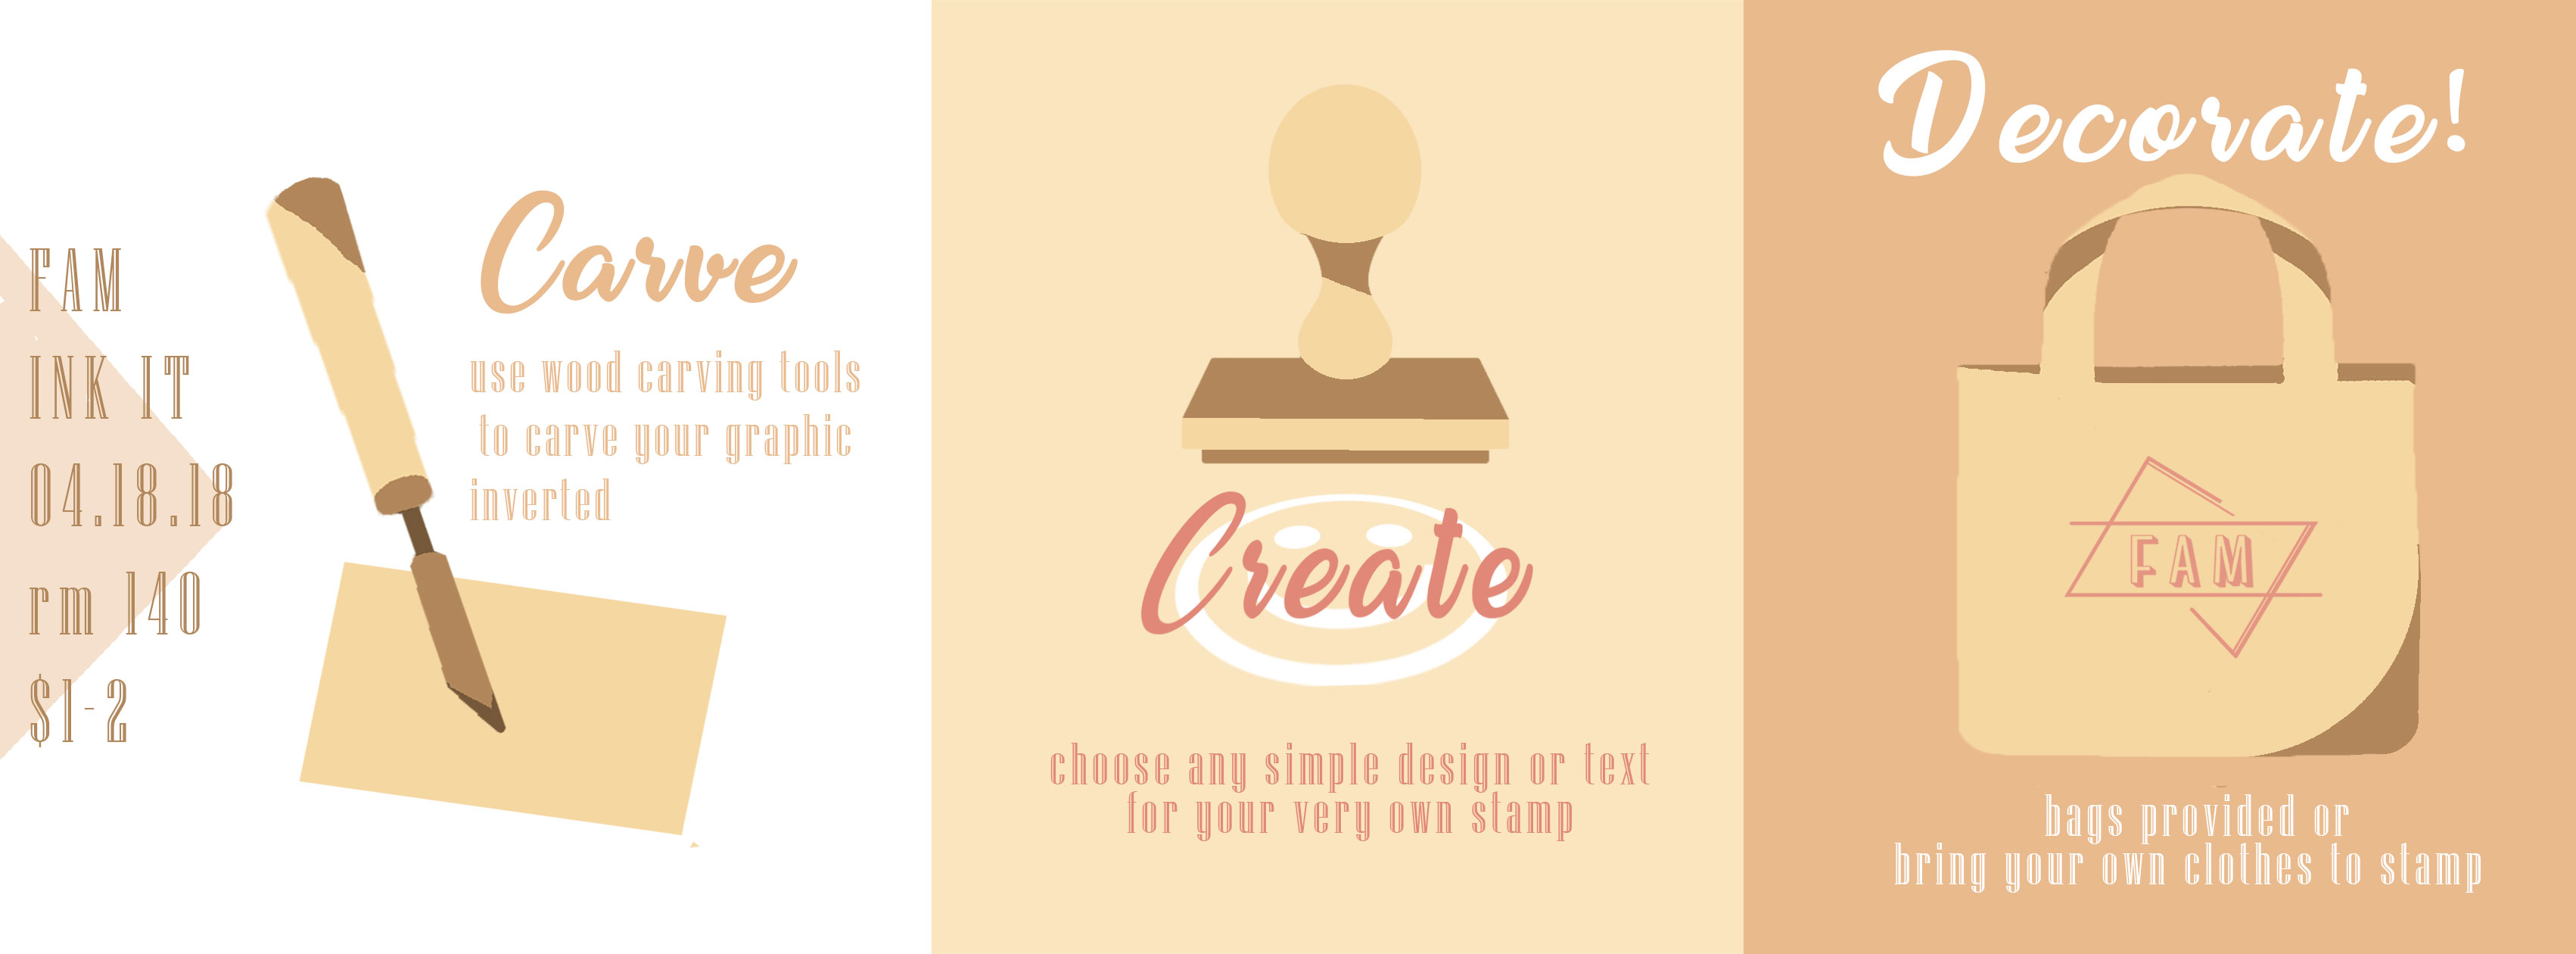 FAM
INK IT
04.18.18
rm 140
$1-2
Carve
use wood carving tools
to carve your graphic
inverted
Create
choose any simple design or text
for your very own stamp
Decorate!
FAM
bags provided or
bring your own clothes to stamp